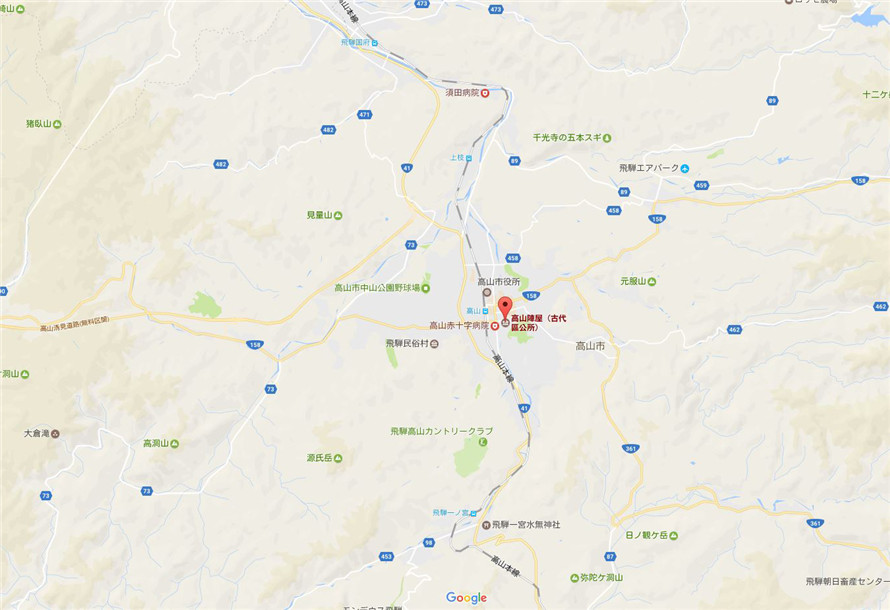 473
473
高山本線
飛騨国府
須田病院
十二ケ
89
猪臥山
471
482
千光寺の五本スギ
41
482
上枝
89
飛騨エアパーク
89
459
158
458
158
見量山
73
458
元服山
高山市役所
高山市中山公園野球場
158
高山
高山陣屋（古代
區公所）
462
462
高山清見道路(無料区間)
高山赤十字病院
158
飛騨民俗村
高山市
高山本線
73
41
大倉滝
高洞山
飛騨高山カントリークラブ
361
源氏岳
73
73
飛騨一ノ宮
飛騨一宮水無神社
361
日ノ観ケ岳
98
453
87
高山本線
弥陀ケ洞山
飛騨朝日畜産センター
Google